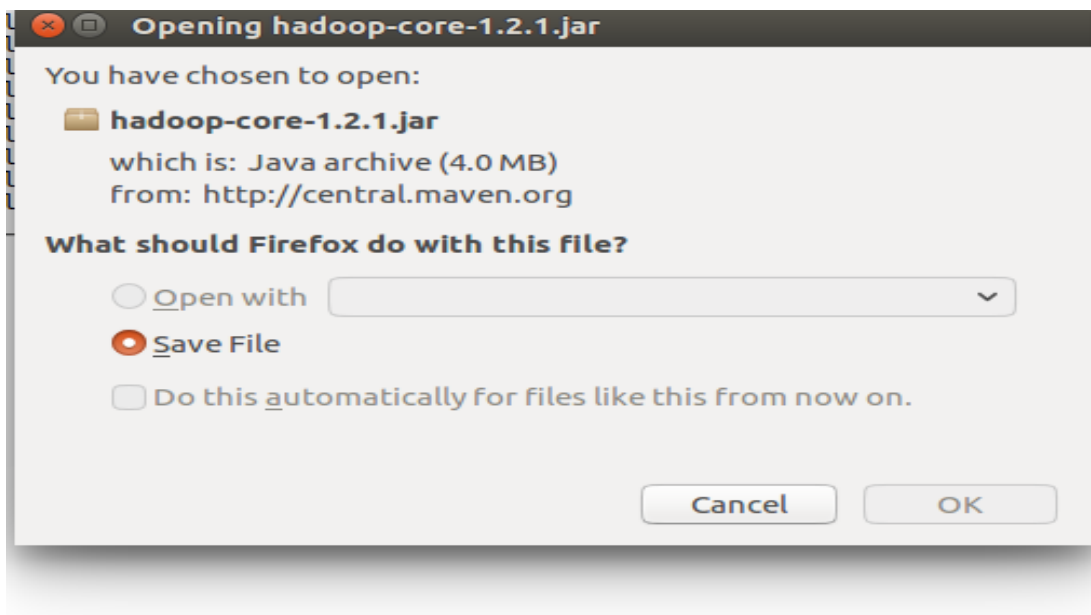 Opening hadoop-core-1.2.1.jar
You have chosen to open:
hadoop-core-1.2.1.jar
which is: Java archive (4.0 MB)
from: http://central.maven.org
What should Firefox do with this file?
Open with
Save File
Do this automatically for files like this from now on.
Cancel OK